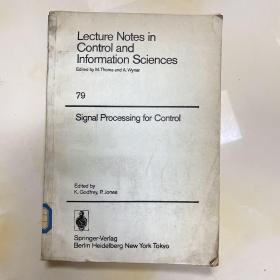 Lecture Notes in
Control and
Information Sciences
Edited by M.Thoma and A.Wyner
79
Signal Processing for Control
Edited by
K. Godfrey, P. Jones
Springer-Verlag
Berlin Heidelberg New York Tokyo